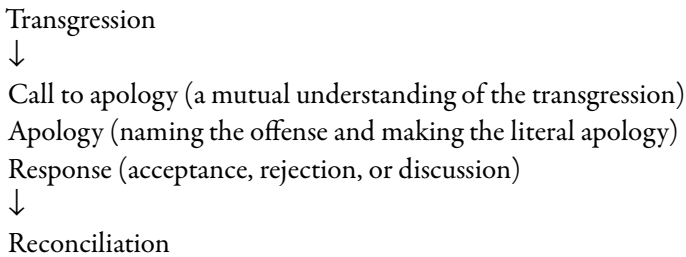 Transgression
↓
Call to apology (a mutual understanding of the transgression)
Apology (naming the offense and making the literal apology)
Response (acceptance, rejection, or discussion)
↓
Reconciliation